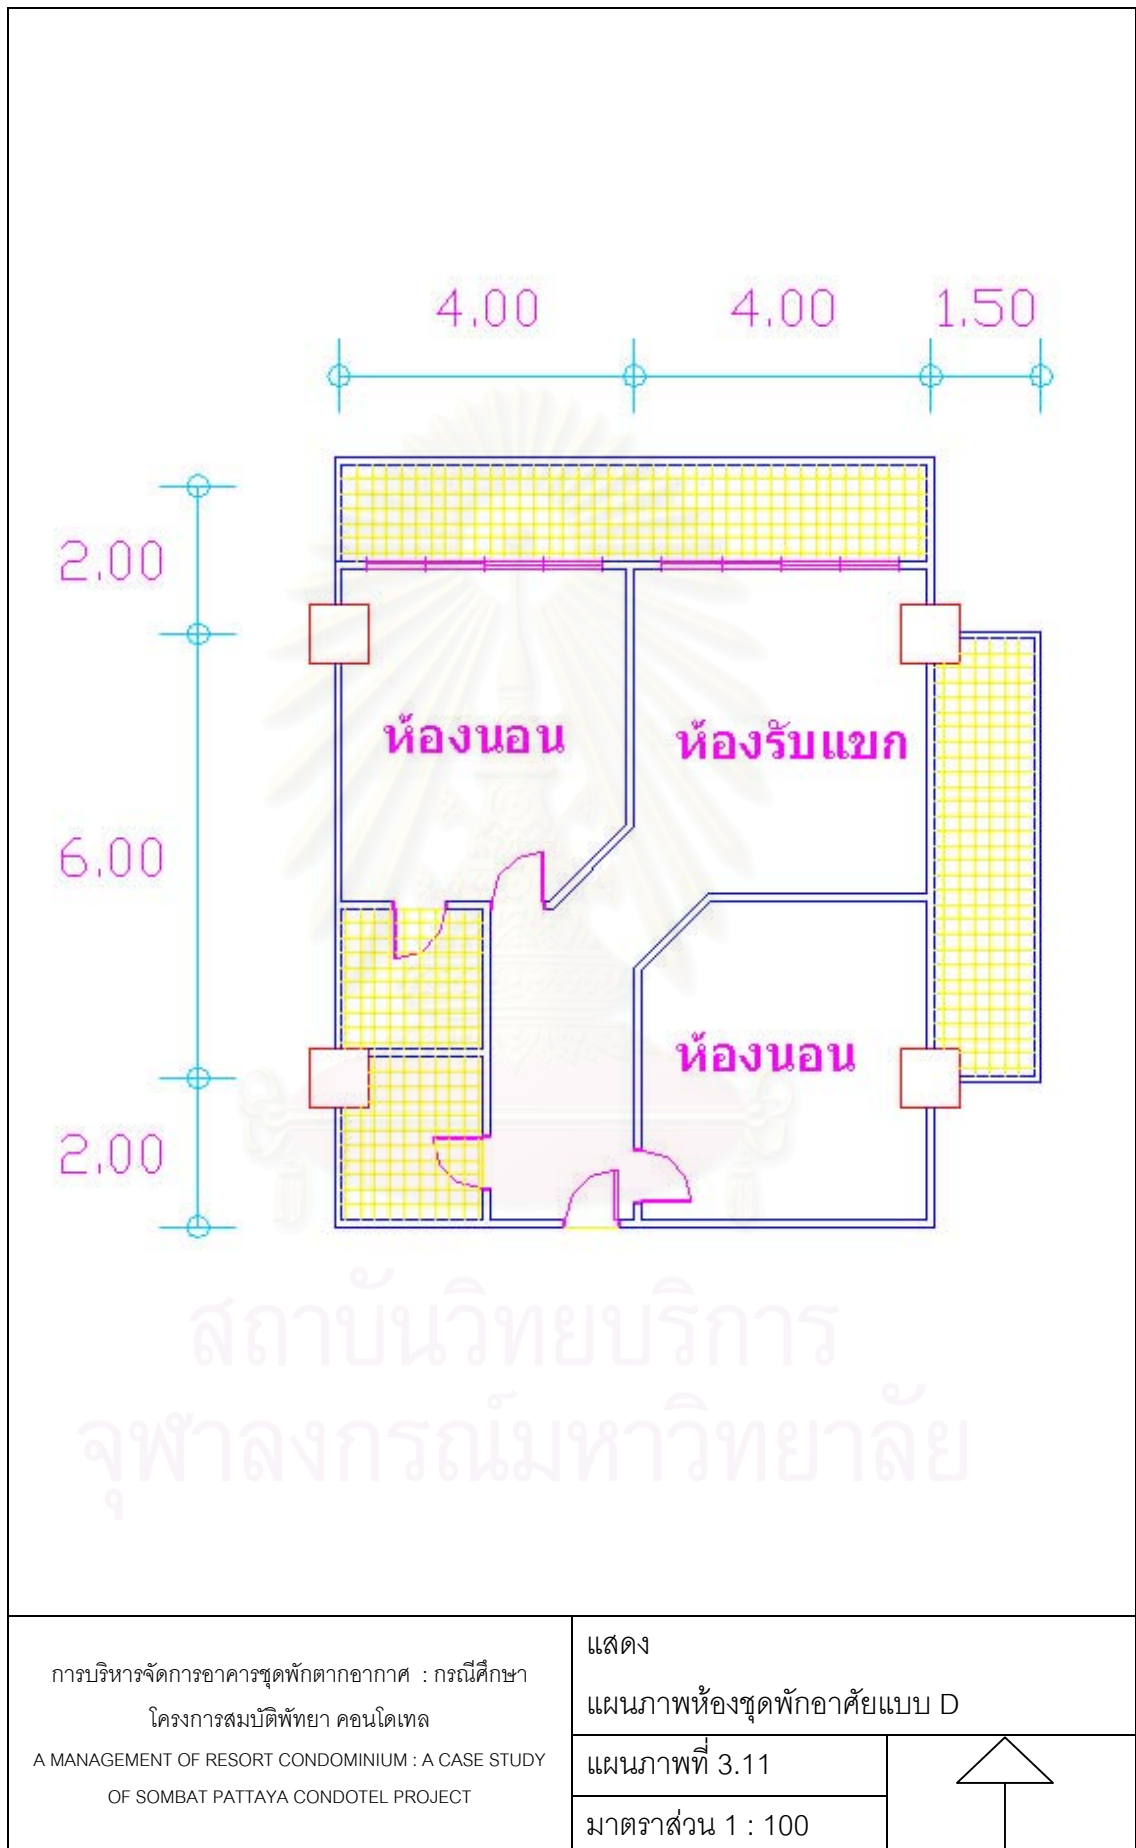 4.00 4.00 1.50
2.00
ห้องนอน ห้องรับแขก
6.00
ห้องนอน
2.00
สถาบันวิทยบริการ
จุฬาลงกรณ์มหาวิทยาลัย
การบริหารจัดการอาคารชุดพักตากอากาศ : กรณีศึกษา
โครงการสมบัติพัทยา คอนโดเทล
A MANAGEMENT OF RESORT CONDOMINIUM : A CASE STUDY
OF SOMBAT PATTAYA CONDOTEL PROJECT
แสดง
แผนภาพห้องชุดพักอาศัยแบบ D
แผนภาพที่ 3.11
มาตราส่วน 1 : 100